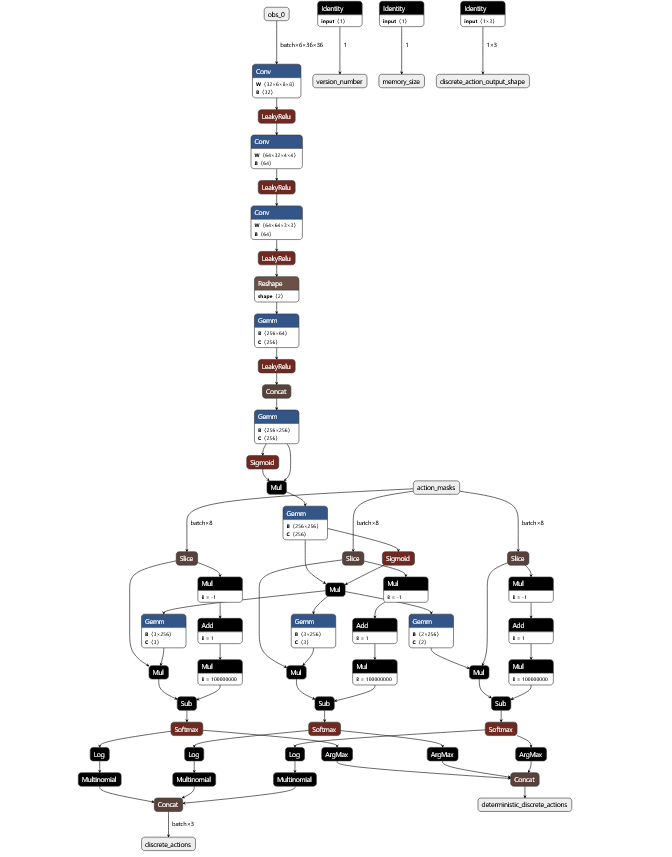 obs_0
Identity
input ⟨1⟩
Identity
input ⟨1⟩
Identity
input ⟨1×3⟩
batch×6×36×36
1
1
1×3
version_number
memory_size
discrete_action_output_shape
Conv
W ⟨32×6×8×8⟩
B ⟨32⟩
LeakyRelu
Conv
W ⟨64×32×4×4⟩
B ⟨64⟩
LeakyRelu
Conv
W ⟨64×64×3×3⟩
B ⟨64⟩
LeakyRelu
Reshape
shape ⟨2⟩
Gemm
B ⟨256×64⟩
C ⟨256⟩
LeakyRelu
Concat
Gemm
B ⟨256×256⟩
C ⟨256⟩
Sigmoid
Mul
action_masks
Gemm
B ⟨256×256⟩
C ⟨256⟩
batch×8
batch×8
batch×8
Slice
Slice
Sigmoid
Slice
Mul
B = -1
Mul
Mul
B = -1
Mul
B = -1
Gemm
B ⟨3×256⟩
C ⟨3⟩
Add
B = 1
Gemm
B ⟨3×256⟩
C ⟨3⟩
Add
B = 1
Gemm
B ⟨2×256⟩
C ⟨2⟩
Add
B = 1
Mul
Mul
B = 100000000
Mul
Mul
B = 100000000
Mul
Mul
B = 100000000
Sub
Sub
Sub
Softmax
Softmax
Softmax
Log
Log
Log
ArgMax
ArgMax
ArgMax
Multinomial
Multinomial
Multinomial
Concat
Concat
batch×3
deterministic_discrete_actions
discrete_actions